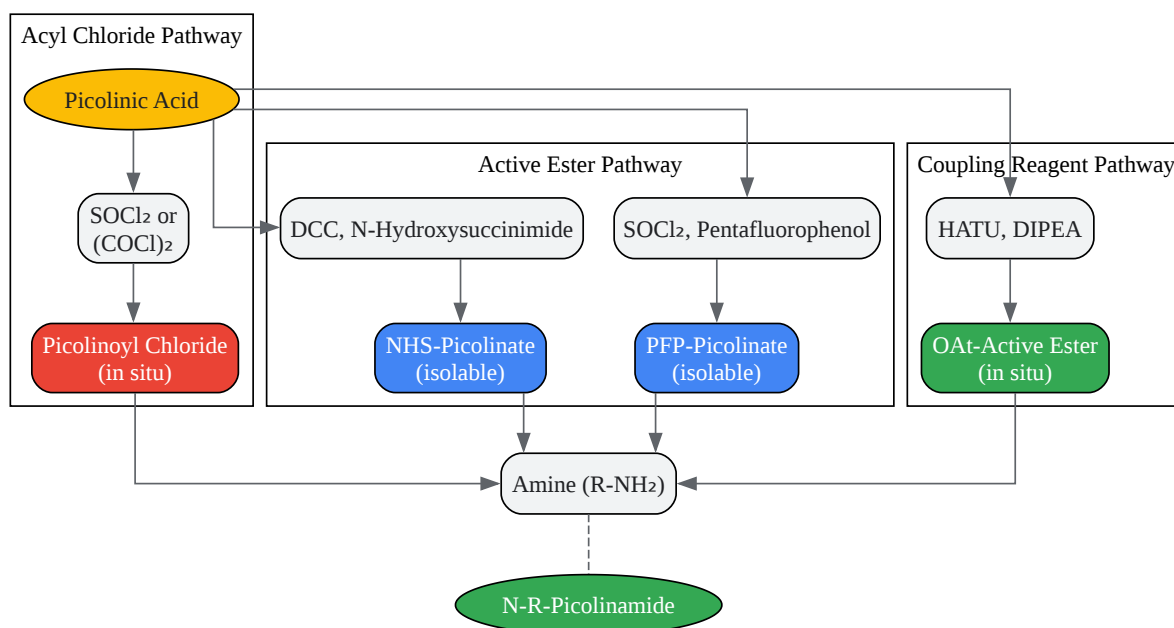 Acyl Chloride Pathway
Picolinic Acid
SOCl₂ or
(COCl)₂
Picolinoyl Chloride
(in situ)
Active Ester Pathway
DCC, N-Hydroxysuccinimide
SOCl₂, Pentafluorophenol
NHS-Picolinate
(isolable)
PFP-Picolinate
(isolable)
Coupling Reagent Pathway
HATU, DIPEA
OAt-Active Ester
(in situ)
Amine (R-NH₂)
N-R-Picolinamide